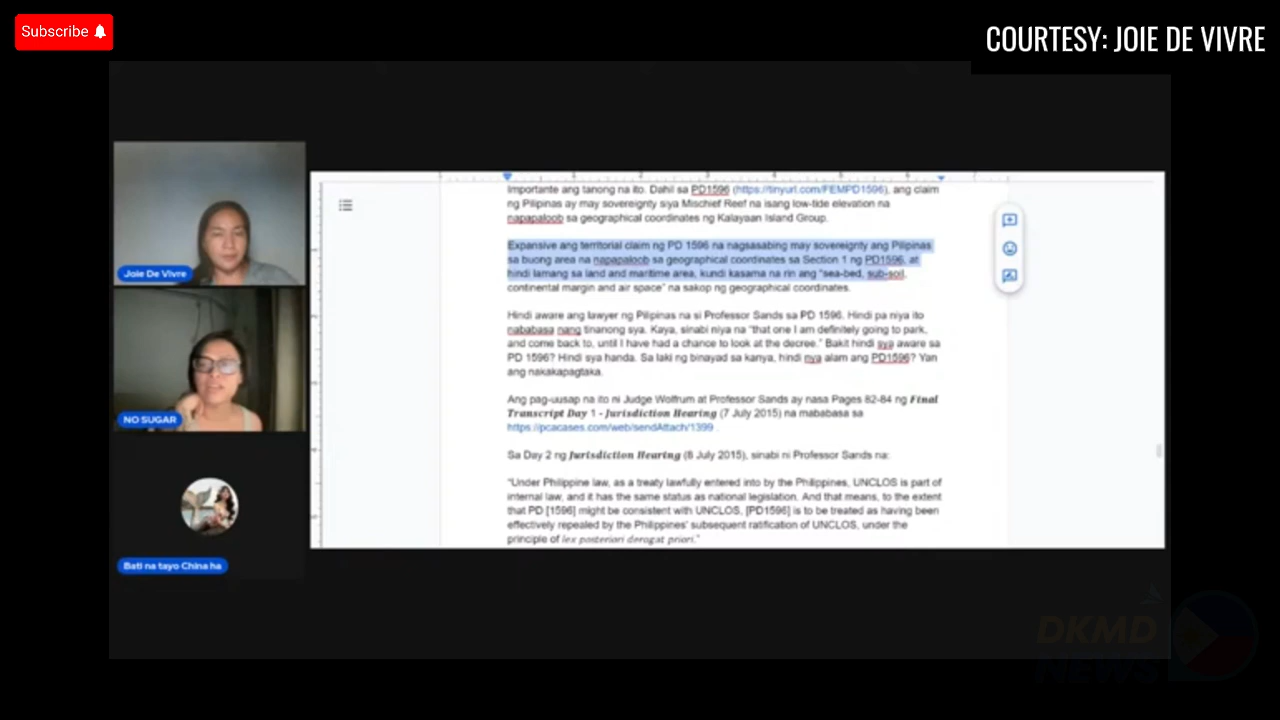 Subscribe
COURTESY: JOIE DE VIVRE
Joie De Vivre
NO SUGAR
Bati na tayo China ha
Importante ang tanong na ito. Dahil sa PD1596 (https://tinyurl.com/FEMPD1596), ang claim
ng Pilipinas ay may sovereignty siya Mischief Reef na isang low-tide elevation na
napapaloob sa geographical coordinates ng Kalayaan Island Group.
Expansive ang territorial claim ng PD 1596 na nagsasabing may sovereignty ang Pilipinas
sa buong area na napapaloob sa geographical coordinates sa Section 1 ng PD1596, at
hindi lamang sa land and maritime area, kundi kasama na rin ang "sea-bed, sub-soil,
continental margin and air space" na sakop ng geographical coordinates.
Hindi aware ang lawyer ng Pilipinas na si Professor Sands sa PD 1596. Hindi pa niya ito
nababasa nang tinanong sya. Kaya, sinabi niya na "that one I am definitely going to park,
and come back to, until I have had a chance to look at the decree." Bakit hindi sya aware sa
PD 1596? Hindi sya handa. Sa laki ng binayad sa kanya, hindi nya alam ang PD1596? Yan
ang nakakapagtaka.
Ang pag-uusap na ito ni Judge Wolfrum at Professor Sands ay nasa Pages 82-84 ng Final
Transcript Day 1 - Jurisdiction Hearing (7 July 2015) na mababasa sa
https://pcacases.com/web/sendAttach/1399 .
Sa Day 2 ng Jurisdiction Hearing (8 July 2015), sinabi ni Professor Sands na:
"Under Philippine law, as a treaty lawfully entered into by the Philippines, UNCLOS is part of
internal law, and it has the same status as national legislation. And that means, to the extent
that PD [1596] might be consistent with UNCLOS, [PD1596] is to be treated as having been
effectively repealed by the Philippines' subsequent ratification of UNCLOS, under the
principle of lex posteriori derogat priori."
DKMD
NEWS